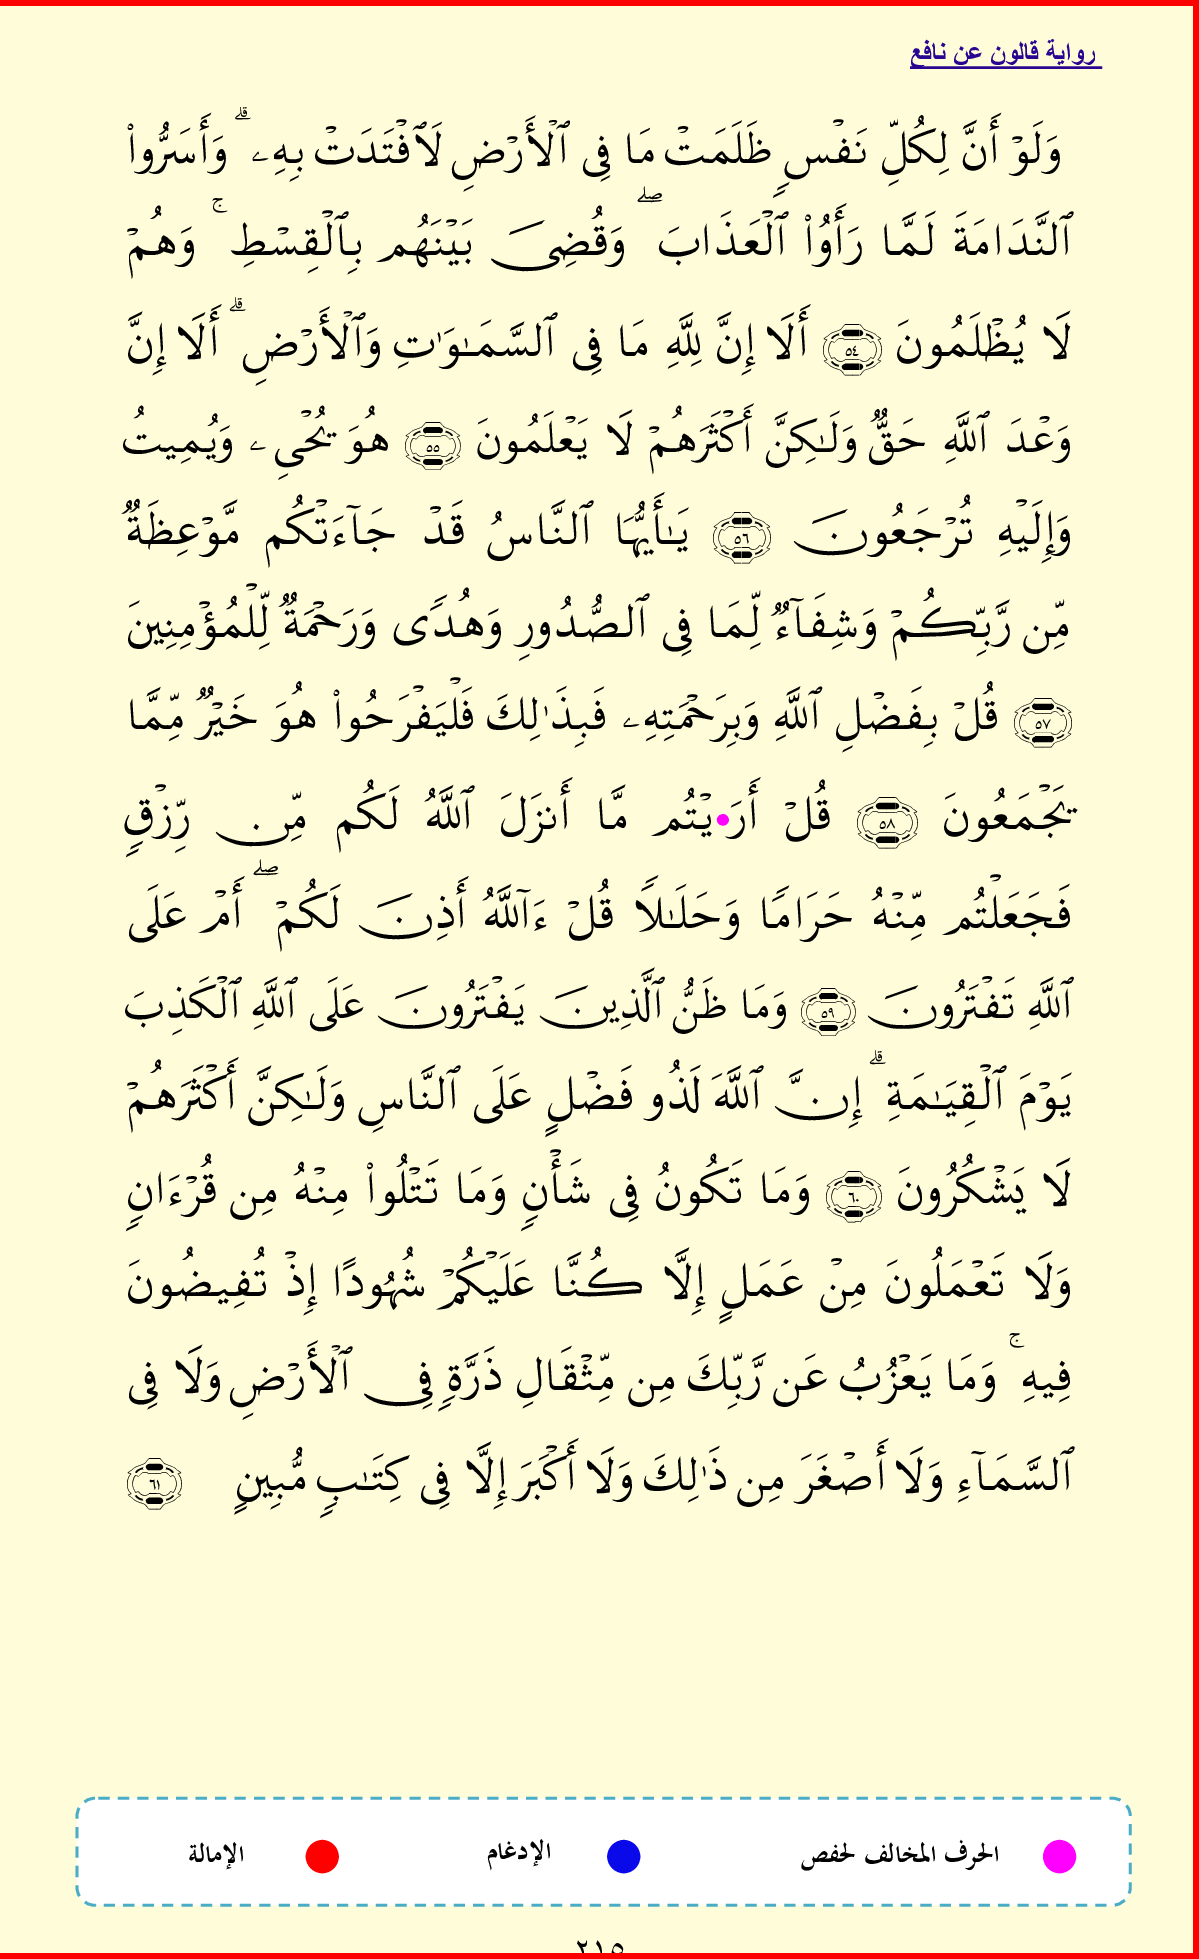 رواية قالون عن نافع
وَلَوْ أَنَّ لِكُلِّ نَفْسٍ ظَلَمَتْ مَا فِى ٱلْأَرْضِ لَٱفْتَدَتْ بِهِۦ ۗ وَأَسَرُّوا۟
ٱلنَّدَامَةَ لَمَّا رَأَوُا۟ ٱلْعَذَابَ ۖ وَقُضِىَ بَيْنَهُم بِٱلْقِسْطِ ۚ وَهُمْ
لَا يُظْلَمُونَ ٥٤ أَلَا إِنَّ لِلَّهِ مَا فِى ٱلسَّمَـٰوَٰتِ وَٱلْأَرْضِ ۗ أَلَا إِنَّ
وَعْدَ ٱللَّهِ حَقٌّ وَلَـٰكِنَّ أَكْثَرَهُمْ لَا يَعْلَمُونَ ٥٥ هُوَ يُحْىِۦ وَيُمِيتُ
وَإِلَيْهِ تُرْجَعُونَ ٥٦ يَـٰأَيُّهَا ٱلنَّاسُ قَدْ جَآءَتْكُم مَّوْعِظَةٌ
مِّن رَّبِّكُمْ وَشِفَآءٌ لِّمَا فِى ٱلصُّدُورِ وَهُدًى وَرَحْمَةٌ لِّلْمُؤْمِنِينَ
٥٧ قُلْ بِفَضْلِ ٱللَّهِ وَبِرَحْمَتِهِۦ فَبِذَٰلِكَ فَلْيَفْرَحُوا۟ هُوَ خَيْرٌ مِّمَّا
يَجْمَعُونَ ٥٨ قُلْ أَرَ•يْتُم مَّا أَنزَلَ ٱللَّهُ لَكُم مِّن رِّزْقٍ
فَجَعَلْتُم مِّنْهُ حَرَامًا وَحَلَـٰلًا قُلْ ءَآللَّهُ أَذِنَ لَكُمْ ۖ أَمْ عَلَى
ٱللَّهِ تَفْتَرُونَ ٥٩ وَمَا ظَنُّ ٱلَّذِينَ يَفْتَرُونَ عَلَى ٱللَّهِ ٱلْكَذِبَ
يَوْمَ ٱلْقِيَـٰمَةِ ۗ إِنَّ ٱللَّهَ لَذُو فَضْلٍ عَلَى ٱلنَّاسِ وَلَـٰكِنَّ أَكْثَرَهُمْ
لَا يَشْكُرُونَ ٦٠ وَمَا تَكُونُ فِى شَأْنٍ وَمَا تَتْلُوا۟ مِنْهُ مِن قُرْءَانٍ
وَلَا تَعْمَلُونَ مِنْ عَمَلٍ إِلَّا كُنَّا عَلَيْكُمْ شُهُودًا إِذْ تُفِيضُونَ
فِيهِ ۚ وَمَا يَعْزُبُ عَن رَّبِّكَ مِن مِّثْقَالِ ذَرَّةٍ فِى ٱلْأَرْضِ وَلَا فِى
ٱلسَّمَآءِ وَلَا أَصْغَرَ مِن ذَٰلِكَ وَلَا أَكْبَرَ إِلَّا فِى كِتَـٰبٍ مُّبِينٍ ٦١
الحرف المخالف لحفص الإدغام الإمالة
٢١٥